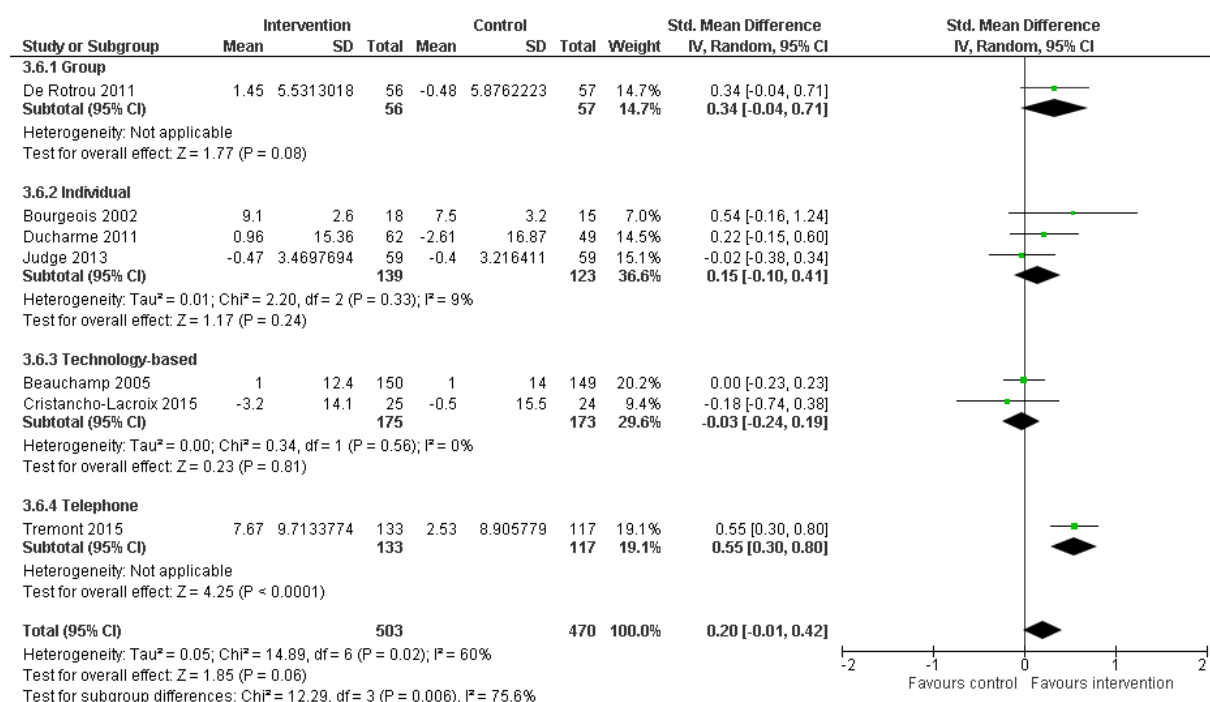 Intervention Control Std. Mean Difference Std. Mean Difference
Study or Subgroup Mean SD Total Mean SD Total Weight IV, Random, 95% CI IV, Random, 95% CI
3.6.1 Group
De Rotrou 2011 1.45 5.5313018 56 -0.48 5.8762223 57 14.7% 0.34 [-0.04, 0.71]
Subtotal (95% CI) 56 57 14.7% 0.34 [-0.04, 0.71]
Heterogeneity: Not applicable
Test for overall effect: Z = 1.77 (P = 0.08)
3.6.2 Individual
Bourgeois 2002 9.1 2.6 18 7.5 3.2 15 7.0% 0.54 [-0.16, 1.24]
Ducharme 2011 0.96 15.36 62 -2.61 16.87 49 14.5% 0.22 [-0.15, 0.60]
Judge 2013 -0.47 3.4697694 59 -0.4 3.216411 59 15.1% -0.02 [-0.38, 0.34]
Subtotal (95% CI) 139 123 36.6% 0.15 [-0.10, 0.41]
Heterogeneity: Tau² = 0.01; Chi² = 2.20, df = 2 (P = 0.33); I² = 9%
Test for overall effect: Z = 1.17 (P = 0.24)
3.6.3 Technology-based
Beauchamp 2005 1 12.4 150 1 14 149 20.2% 0.00 [-0.23, 0.23]
Cristancho-Lacroix 2015 -3.2 14.1 25 -0.5 15.5 24 9.4% -0.18 [-0.74, 0.38]
Subtotal (95% CI) 175 173 29.6% -0.03 [-0.24, 0.19]
Heterogeneity: Tau² = 0.00; Chi² = 0.34, df = 1 (P = 0.56); I² = 0%
Test for overall effect: Z = 0.23 (P = 0.81)
3.6.4 Telephone
Tremont 2015 7.67 9.7133774 133 2.53 8.905779 117 19.1% 0.55 [0.30, 0.80]
Subtotal (95% CI) 133 117 19.1% 0.55 [0.30, 0.80]
Heterogeneity: Not applicable
Test for overall effect: Z = 4.25 (P < 0.0001)
Total (95% CI) 503 470 100.0% 0.20 [-0.01, 0.42]
Heterogeneity: Tau² = 0.05; Chi² = 14.89, df = 6 (P = 0.02); I² = 60%
Test for overall effect: Z = 1.85 (P = 0.06)
Test for subgroup differences: Chi² = 12.29, df = 3 (P = 0.006), I² = 75.6%
-2 -1 0 1 2
Favours control Favours intervention